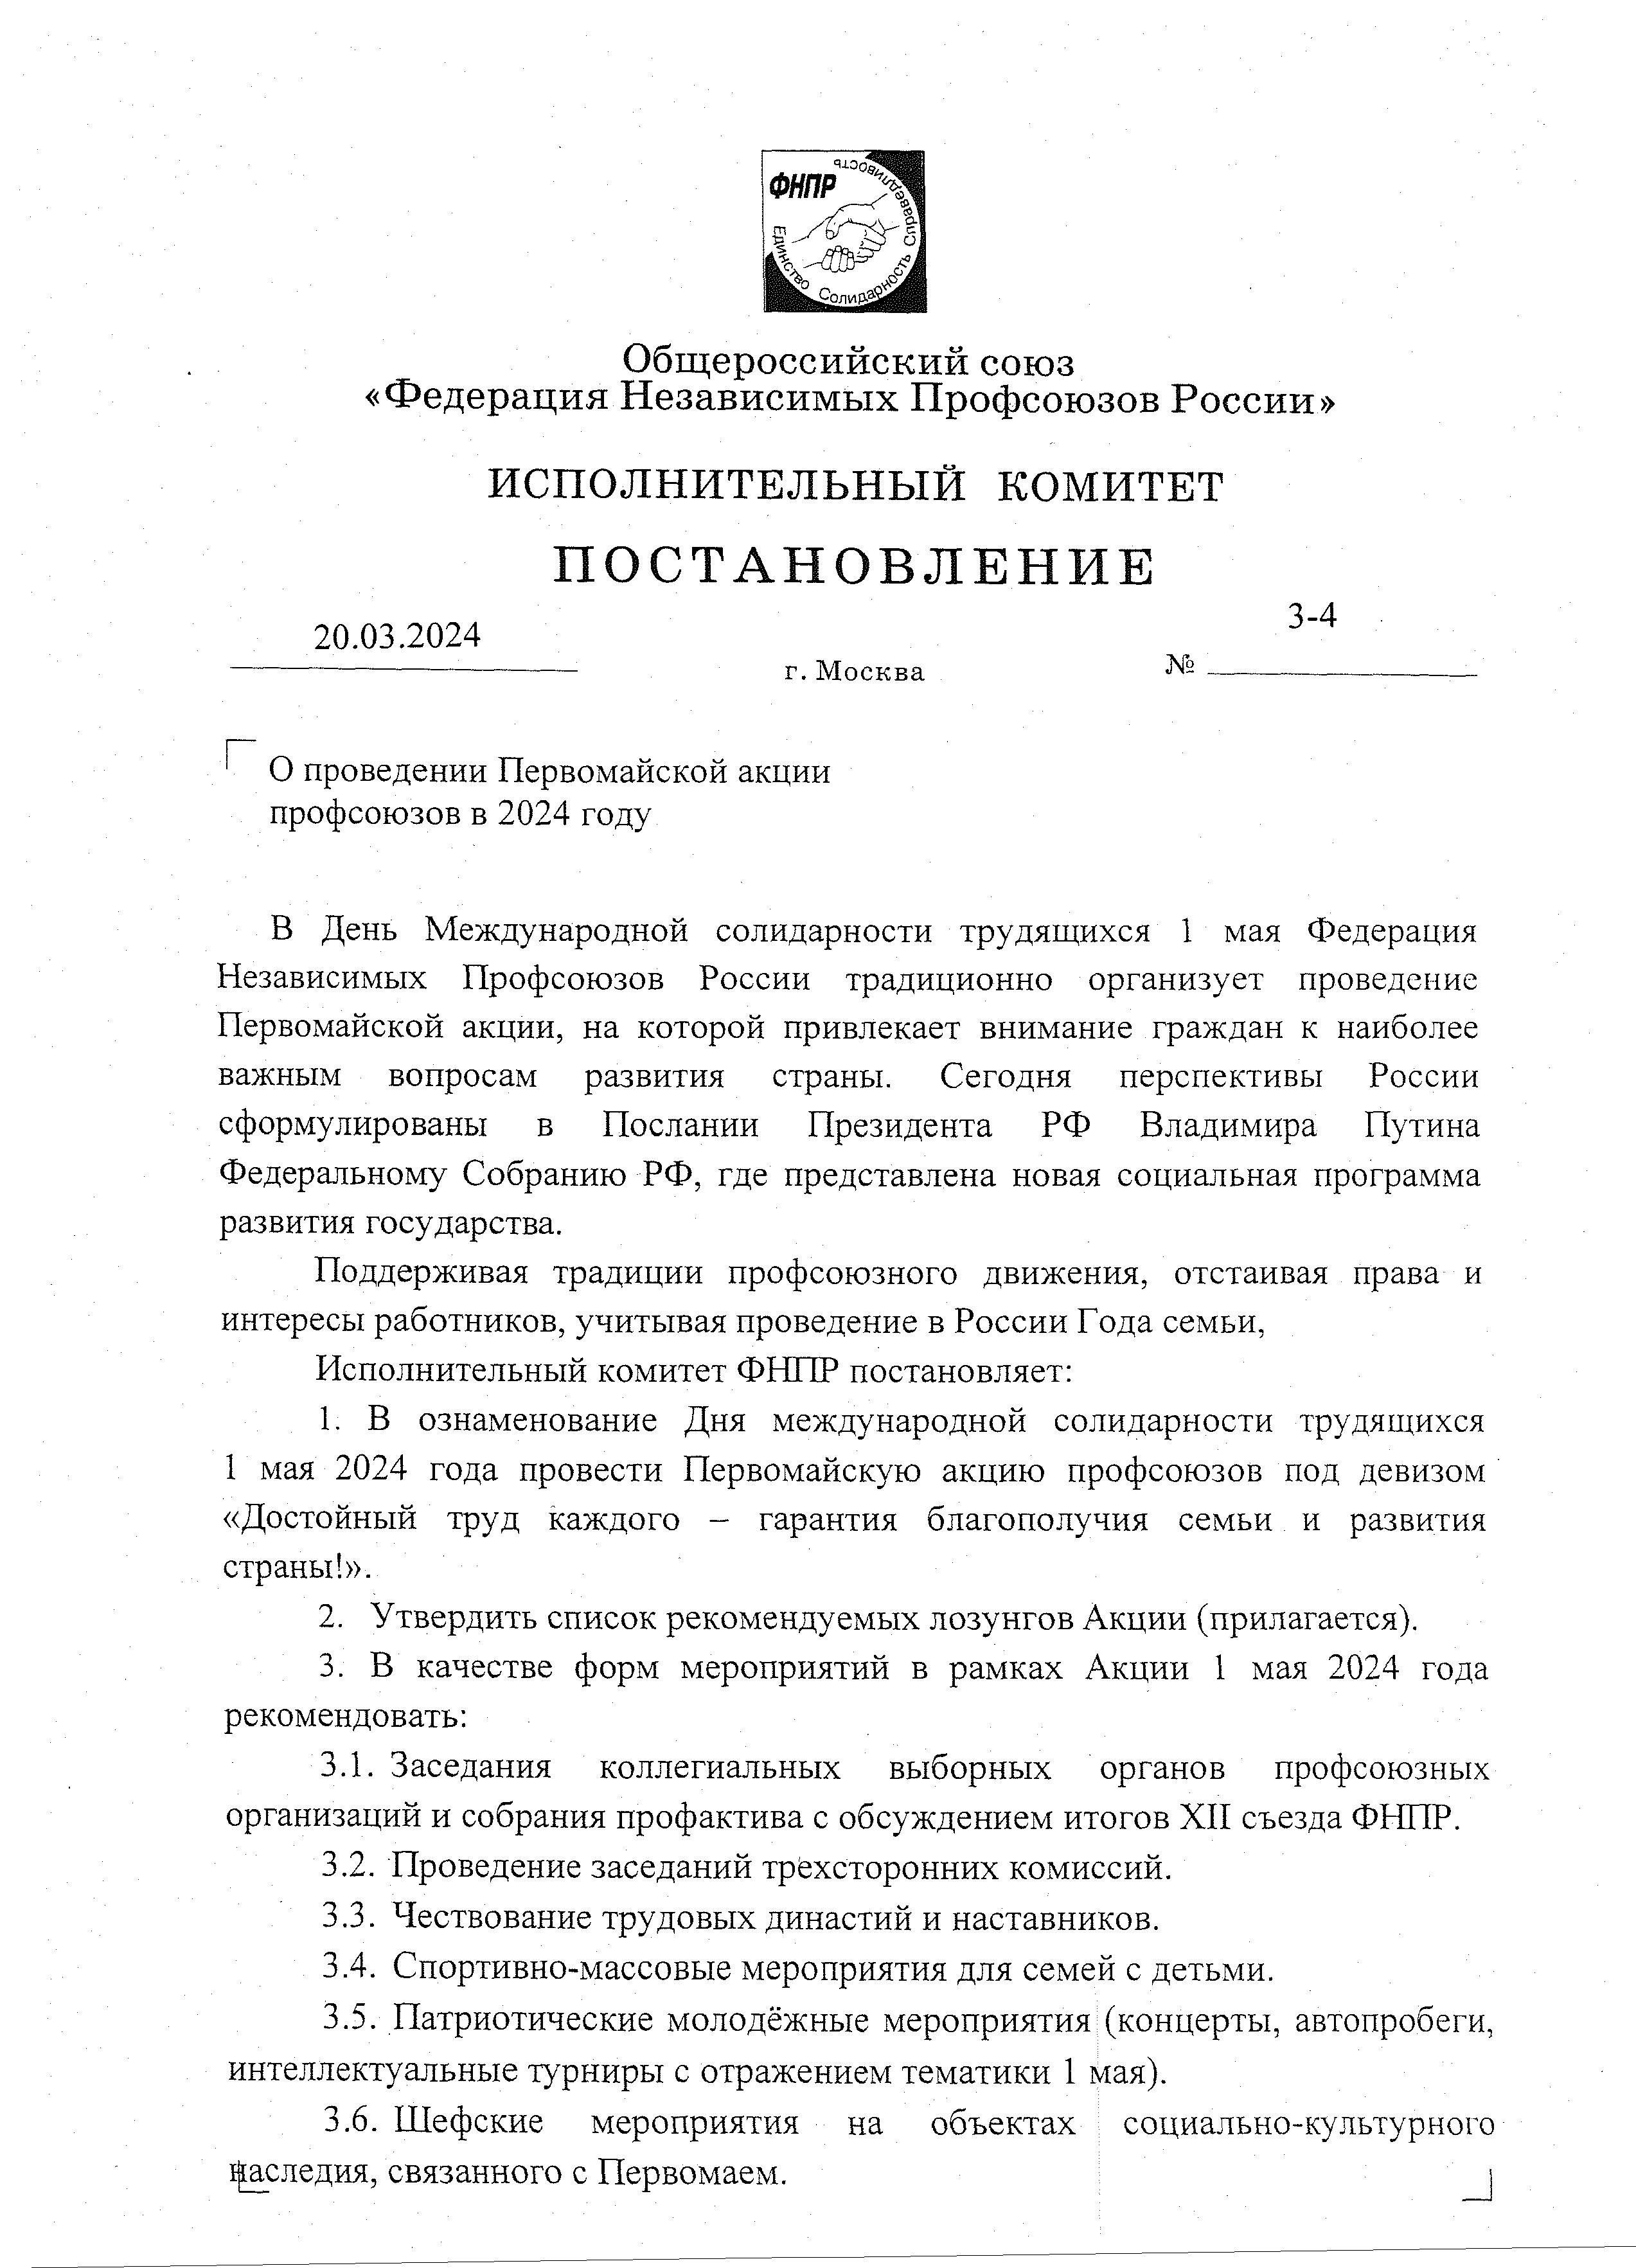 ФНПР
Единство Солидарность Справедливость
Общероссийский союз
«Федерация Независимых Профсоюзов России»
ИСПОЛНИТЕЛЬНЫЙ КОМИТЕТ
ПОСТАНОВЛЕНИЕ
20.03.2024
3-4
г. Москва
№
О проведении Первомайской акции
профсоюзов в 2024 году
В День Международной солидарности трудящихся 1 мая Федерация
Независимых Профсоюзов России традиционно организует проведение
Первомайской акции, на которой привлекает внимание граждан к наиболее
важным вопросам развития страны. Сегодня перспективы России
сформулированы в Послании Президента РФ Владимира Путина
Федеральному Собранию РФ, где представлена новая социальная программа
развития государства.
Поддерживая традиции профсоюзного движения, отстаивая права и
интересы работников, учитывая проведение в России Года семьи,
Исполнительный комитет ФНПР постановляет:
1. В ознаменование Дня международной солидарности трудящихся
1 мая 2024 года провести Первомайскую акцию профсоюзов под девизом
«Достойный труд каждого – гарантия благополучия семьи и развития
страны!».
2. Утвердить список рекомендуемых лозунгов Акции (прилагается).
3. В качестве форм мероприятий в рамках Акции 1 мая 2024 года
рекомендовать:
3.1. Заседания коллегиальных выборных органов профсоюзных
организаций и собрания профактива с обсуждением итогов XII съезда ФНПР.
3.2. Проведение заседаний трехсторонних комиссий.
3.3. Чествование трудовых династий и наставников.
3.4. Спортивно-массовые мероприятия для семей с детьми.
3.5. Патриотические молодёжные мероприятия (концерты, автопробеги,
интеллектуальные турниры с отражением тематики 1 мая).
3.6. Шефские мероприятия на объектах социально-культурного
наследия, связанного с Первомаем.